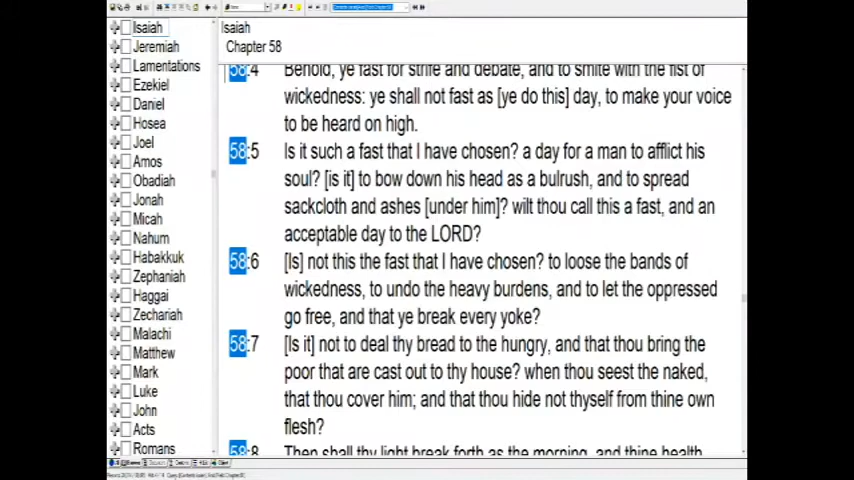 Isaiah
Jeremiah
Lamentations
Ezekiel
Daniel
Hosea
Joel
Amos
Obadiah
Jonah
Micah
Nahum
Habakkuk
Zephaniah
Haggai
Zechariah
Malachi
Matthew
Mark
Luke
John
Acts
Romans
Isaiah
Chapter 58
58:4 Behold, ye fast for strife and debate, and to smite with the fist of
wickedness: ye shall not fast as [ye do this] day, to make your voice
to be heard on high.
58:5 Is it such a fast that I have chosen? a day for a man to afflict his
soul? [is it] to bow down his head as a bulrush, and to spread
sackcloth and ashes [under him]? wilt thou call this a fast, and an
acceptable day to the LORD?
58:6 [Is] not this the fast that I have chosen? to loose the bands of
wickedness, to undo the heavy burdens, and to let the oppressed
go free, and that ye break every yoke?
58:7 [Is it] not to deal thy bread to the hungry, and that thou bring the
poor that are cast out to thy house? when thou seest the naked,
that thou cover him; and that thou hide not thyself from thine own
flesh?
58:8 Then shall thy light break forth as the morning, and thine health